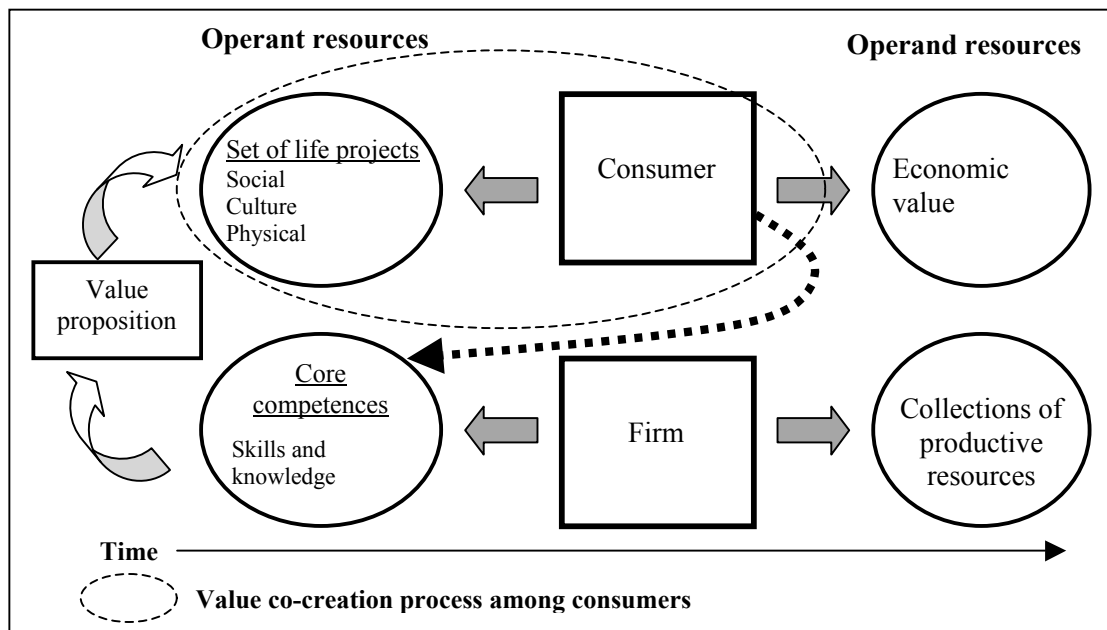 Operant resources
Operand resources
Set of life projects
Social
Culture
Physical
Consumer
Economic
value
Value
proposition
Core
competences
Skills and
knowledge
Firm
Collections of
productive
resources
Time
Value co-creation process among consumers